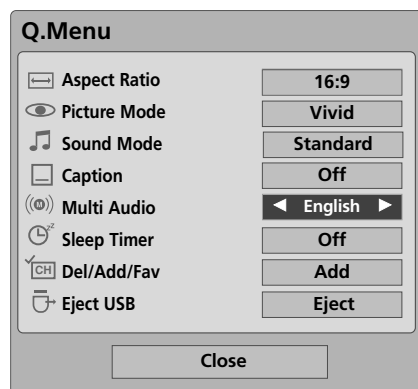 Q.Menu
Aspect Ratio 16:9
Picture Mode Vivid
Sound Mode Standard
Caption Off
Multi Audio ◀ English ▶
Sleep Timer Off
Del/Add/Fav Add
Eject USB Eject
Close